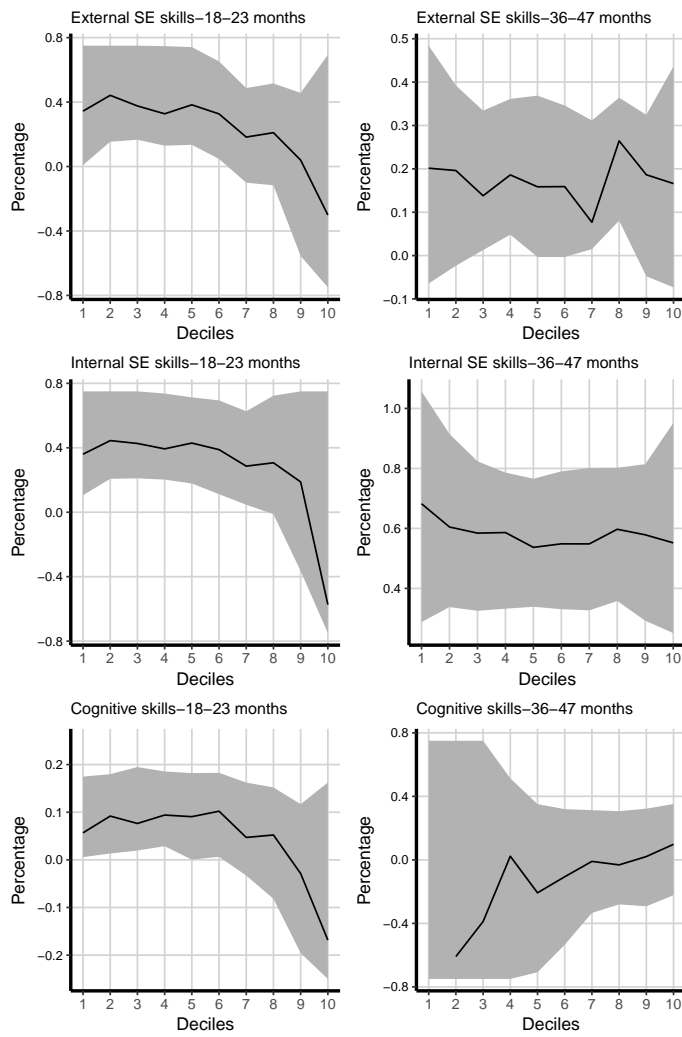 External SE skills−18−23 months
0.8
0.4
0.0
−0.4
−0.8
Percentage
1 2 3 4 5 6 7 8 9 10
Deciles
External SE skills−36−47 months
0.5
0.4
0.3
0.2
0.1
0.0
−0.1
Percentage
1 2 3 4 5 6 7 8 9 10
Deciles
Internal SE skills−18−23 months
0.8
0.4
0.0
−0.4
−0.8
Percentage
1 2 3 4 5 6 7 8 9 10
Deciles
Internal SE skills−36−47 months
1.0
0.8
0.6
0.4
Percentage
1 2 3 4 5 6 7 8 9 10
Deciles
Cognitive skills−18−23 months
0.2
0.1
0.0
−0.1
−0.2
Percentage
1 2 3 4 5 6 7 8 9 10
Deciles
Cognitive skills−36−47 months
0.8
0.4
0.0
−0.4
−0.8
Percentage
1 2 3 4 5 6 7 8 9 10
Deciles